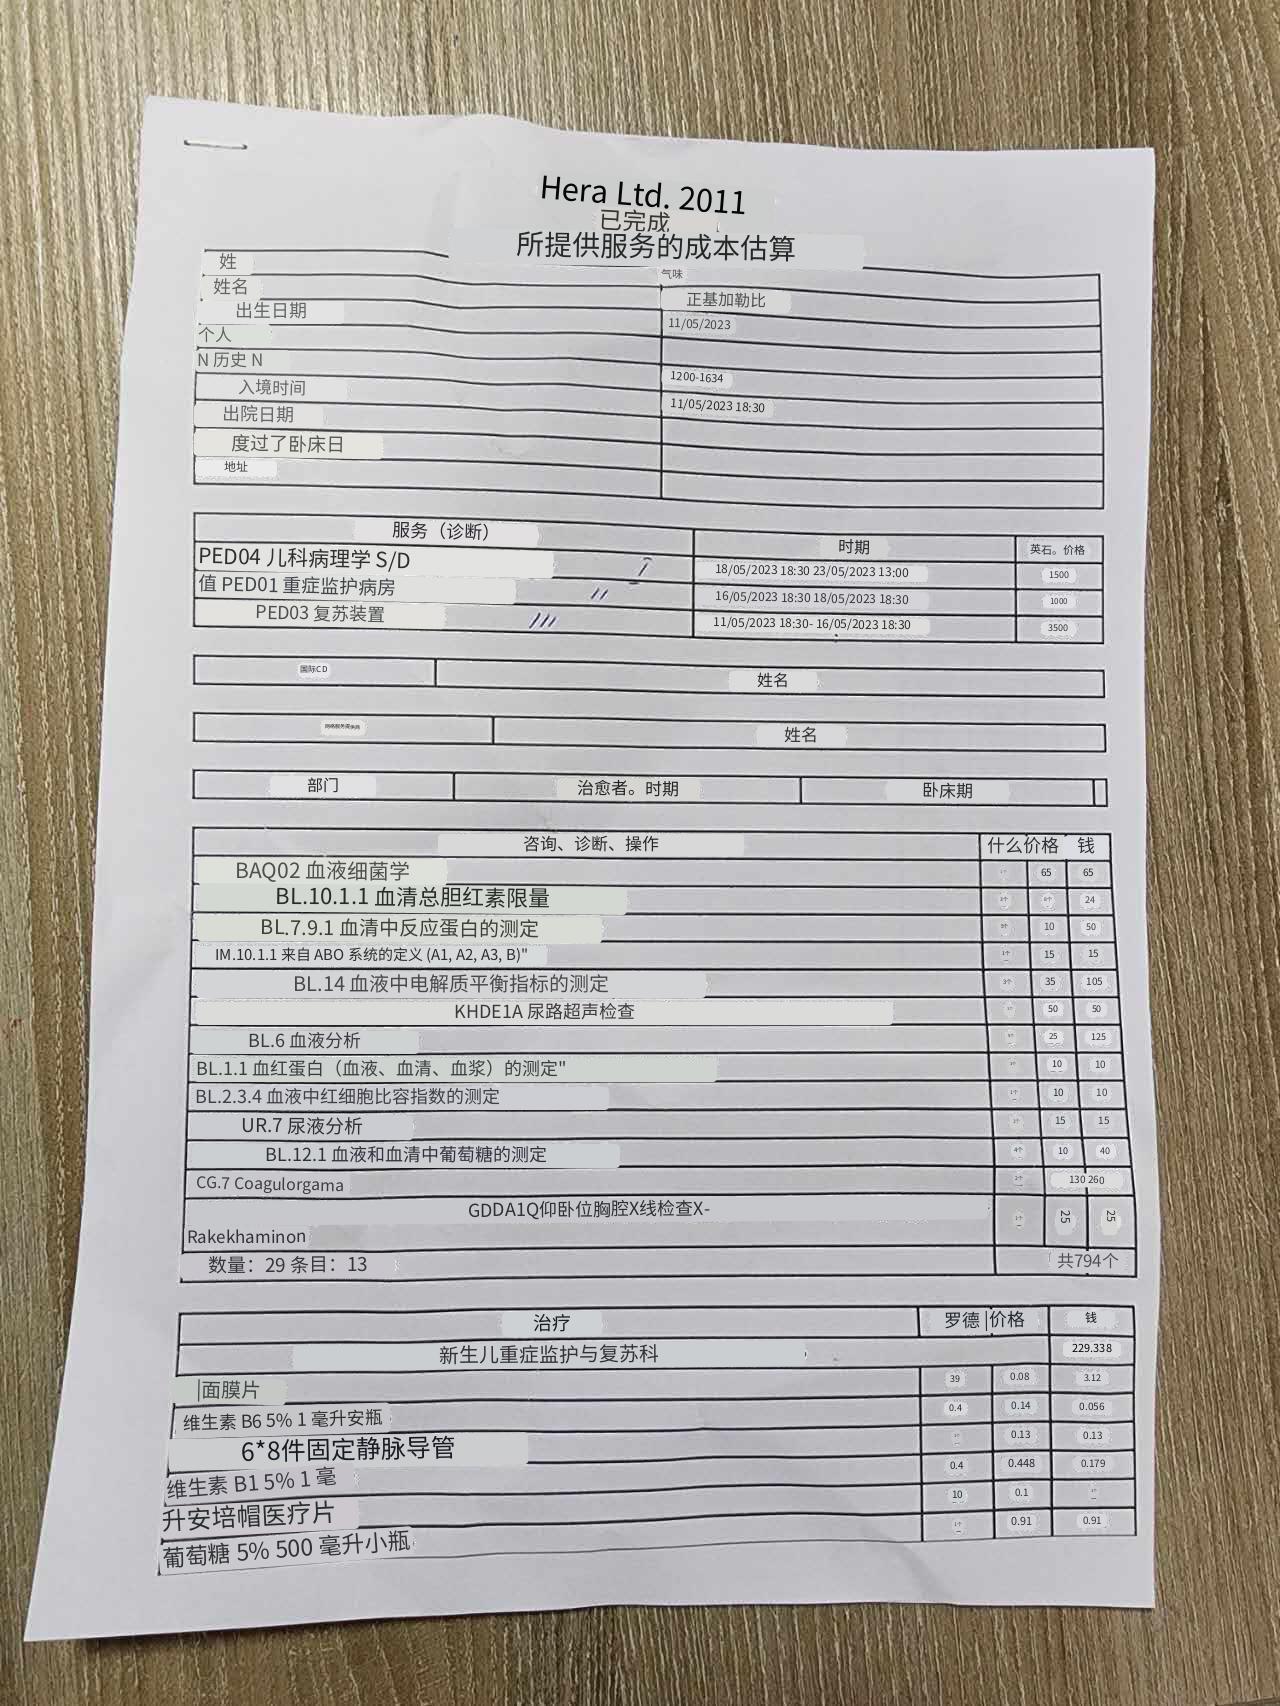 Hera Ltd. 2011
已完成
所提供服务的成本估算
姓 气味
姓名 正基加勒比
出生日期 11/05/2023
个人
N 历史 N 1200-1634
入境时间 11/05/2023 18:30
出院日期
度过了卧床日
地址
服务（诊断） 时期 英石。价格
PED04 儿科病理学 S/D 18/05/2023 18:30 23/05/2023 13:00 1500
值 PED01 重症监护病房 16/05/2023 18:30 18/05/2023 18:30 1000
PED03 复苏装置 11/05/2023 18:30- 16/05/2023 18:30 3500
国际CD 姓名
姓名
部门 治愈者。时期 卧床期
咨询、诊断、操作 什么价格 钱
BAQ02 血液细菌学 65 65
BL.10.1.1 血清总胆红素限量 24
BL.7.9.1 血清中反应蛋白的测定 10 50
IM.10.1.1 来自 ABO 系统的定义 (A1, A2, A3, B)" 1个 15 15
BL.14 血液中电解质平衡指标的测定 3个 35 105
KHDE1A 尿路超声检查 50 50
BL.6 血液分析 25 125
BL.1.1 血红蛋白（血液、血清、血浆）的测定" 10 10
BL.2.3.4 血液中红细胞比容指数的测定 1个 10 10
UR.7 尿液分析 15 15
BL.12.1 血液和血清中葡萄糖的测定 4个 10 40
CG.7 Coagulorgama 130 260
GDDA1Q仰卧位胸腔X线检查X- 1个 25 25
Rakekhaminon
数量：29 条目：13 共794个
治疗 罗德 |价格 钱
新生儿重症监护与复苏科 229.338
|面膜片 39 0.08 3.12
维生素 B6 5% 1 毫升安瓶 0.4 0.14 0.056
6*8件固定静脉导管 0.13 0.13
维生素 B1 5% 1 毫 0.4 0.448 0.179
升安培帽医疗片 10 0.1
葡萄糖 5% 500 毫升小瓶 1个 0.91 0.91